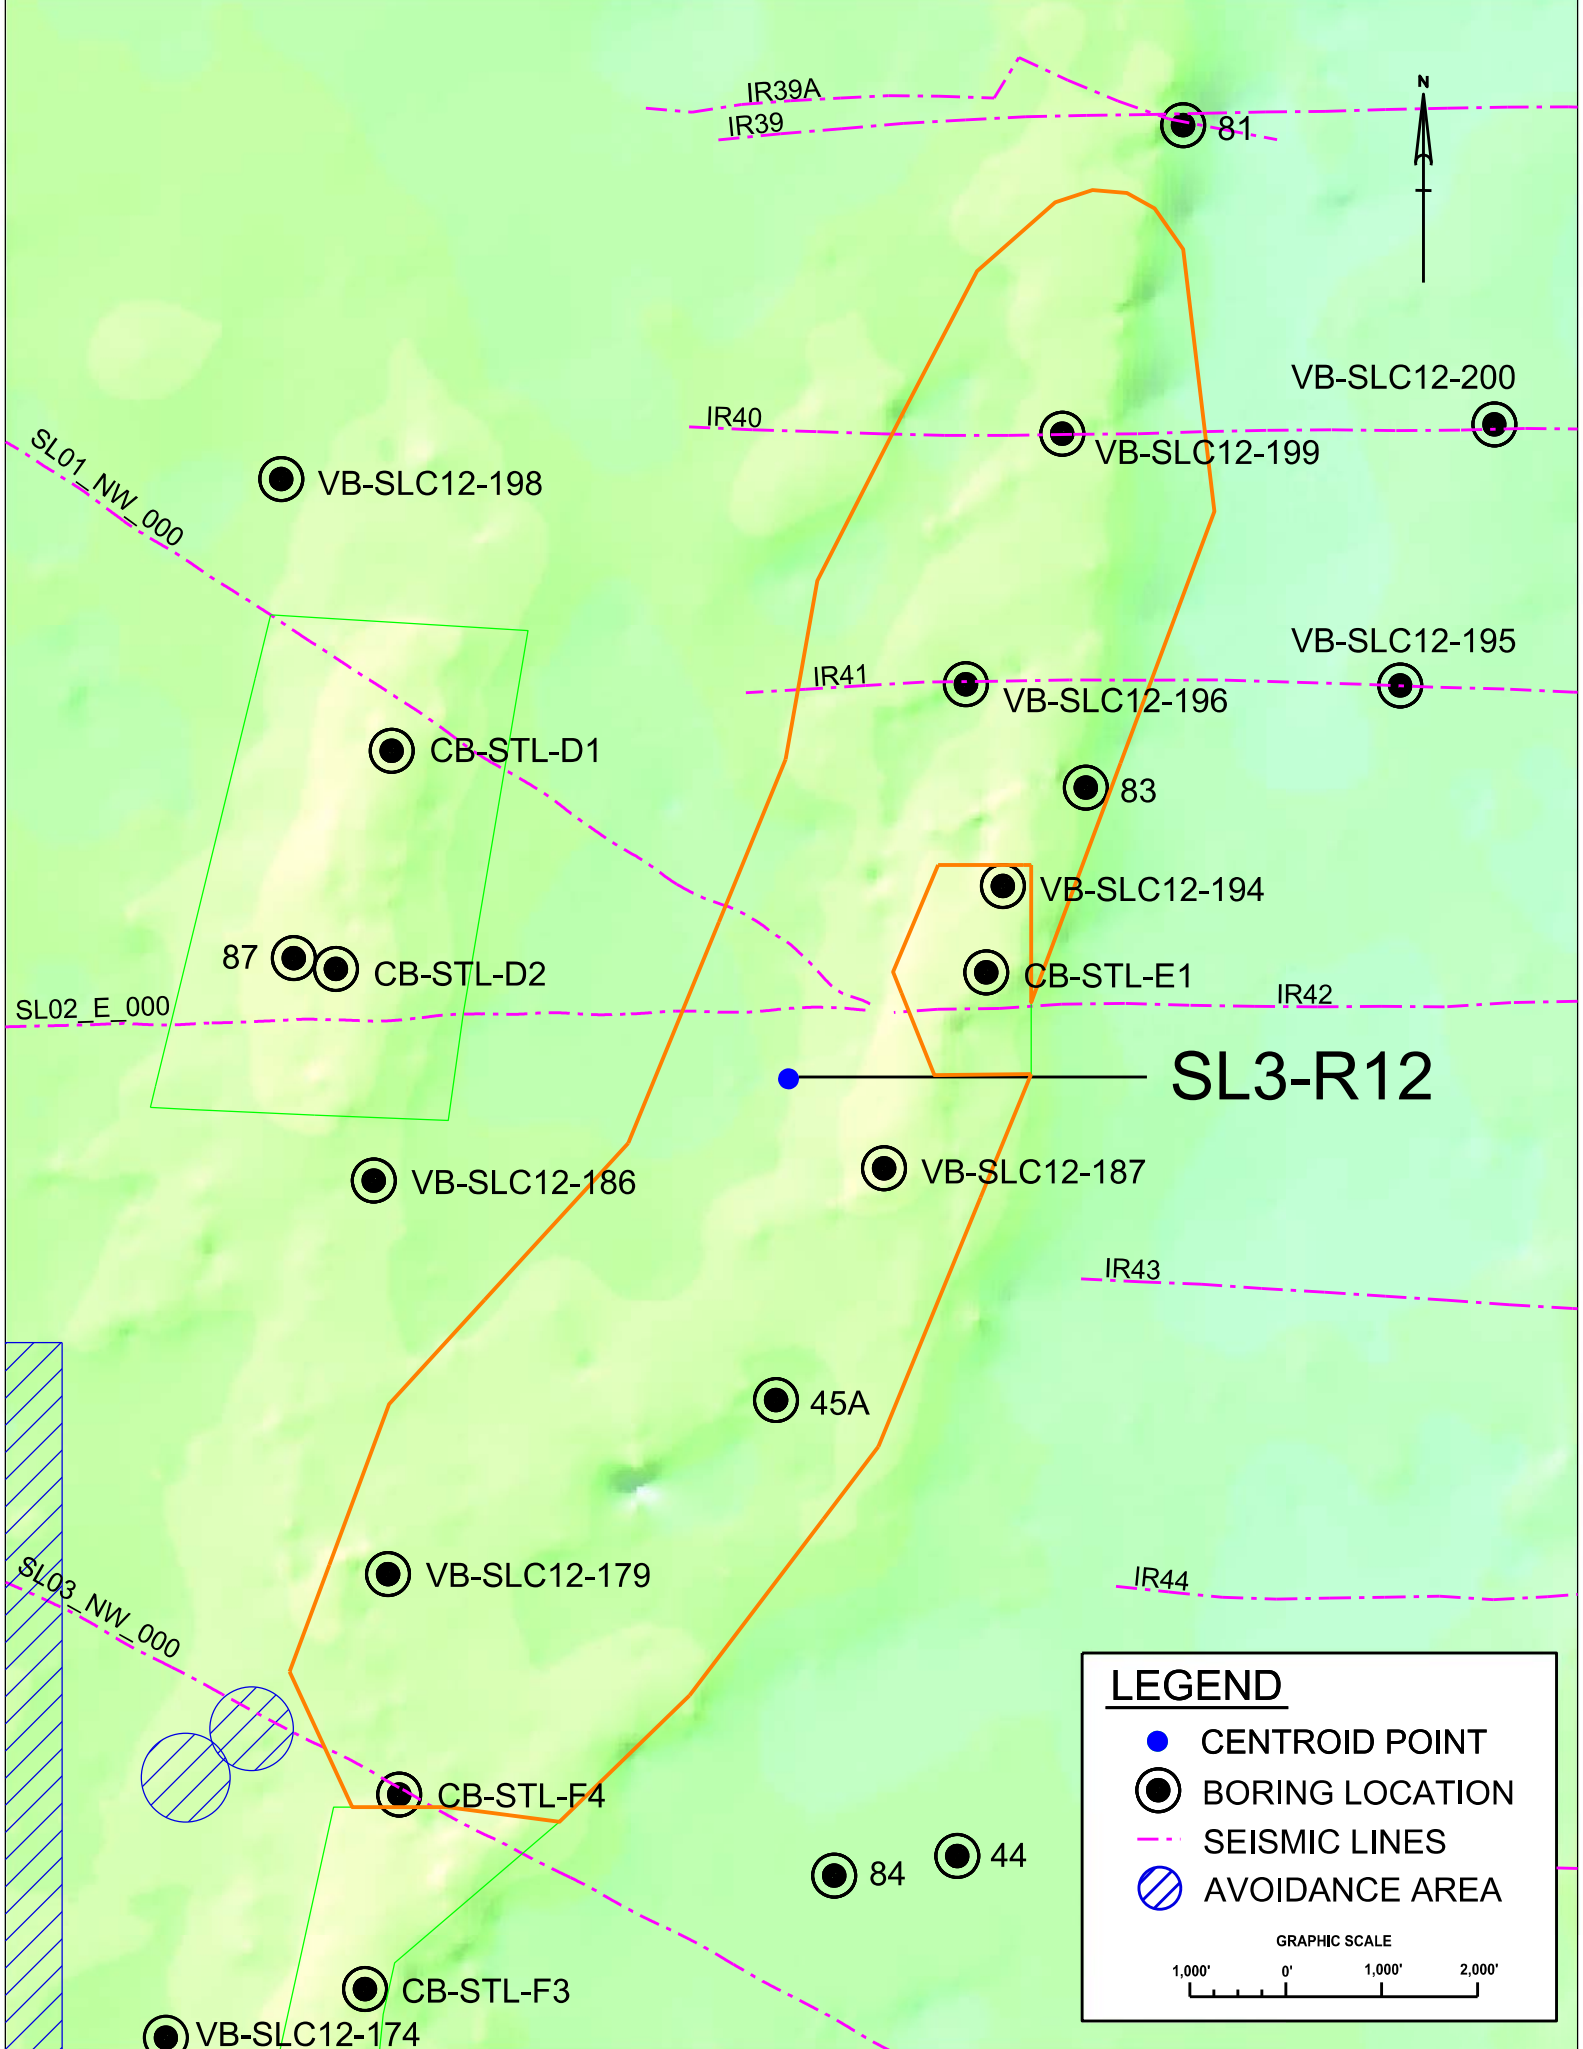 IR39A
IR39
81
N
VB-SLC12-200
IR40
VB-SLC12-199
SL01_NW_000
VB-SLC12-198
VB-SLC12-195
IR41
VB-SLC12-196
CB-STL-D1
83
VB-SLC12-194
87
CB-STL-D2
CB-STL-E1
SL02_E_000
IR42
SL3-R12
VB-SLC12-186
VB-SLC12-187
IR43
45A
VB-SLC12-179
SL03_NW_000
IR44
CB-STL-F4
84
44
CB-STL-F3
VB-SLC12-174
LEGEND
CENTROID POINT
BORING LOCATION
SEISMIC LINES
AVOIDANCE AREA
GRAPHIC SCALE
1,000' 0' 1,000' 2,000'